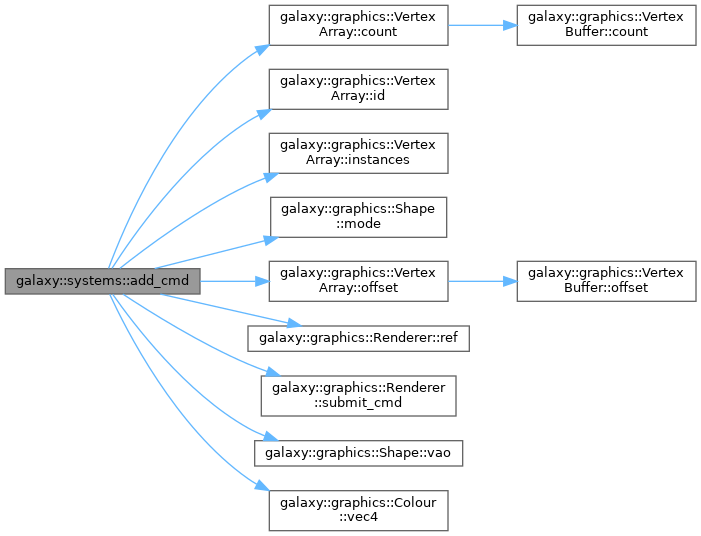 galaxy::graphics::Vertex
Array::count
galaxy::graphics::Vertex
Buffer::count
galaxy::graphics::Vertex
Array::id
galaxy::graphics::Vertex
Array::instances
galaxy::graphics::Shape
::mode
galaxy::systems::add_cmd
galaxy::graphics::Vertex
Array::offset
galaxy::graphics::Vertex
Buffer::offset
galaxy::graphics::Renderer::ref
galaxy::graphics::Renderer
::submit_cmd
galaxy::graphics::Shape::vao
galaxy::graphics::Colour
::vec4